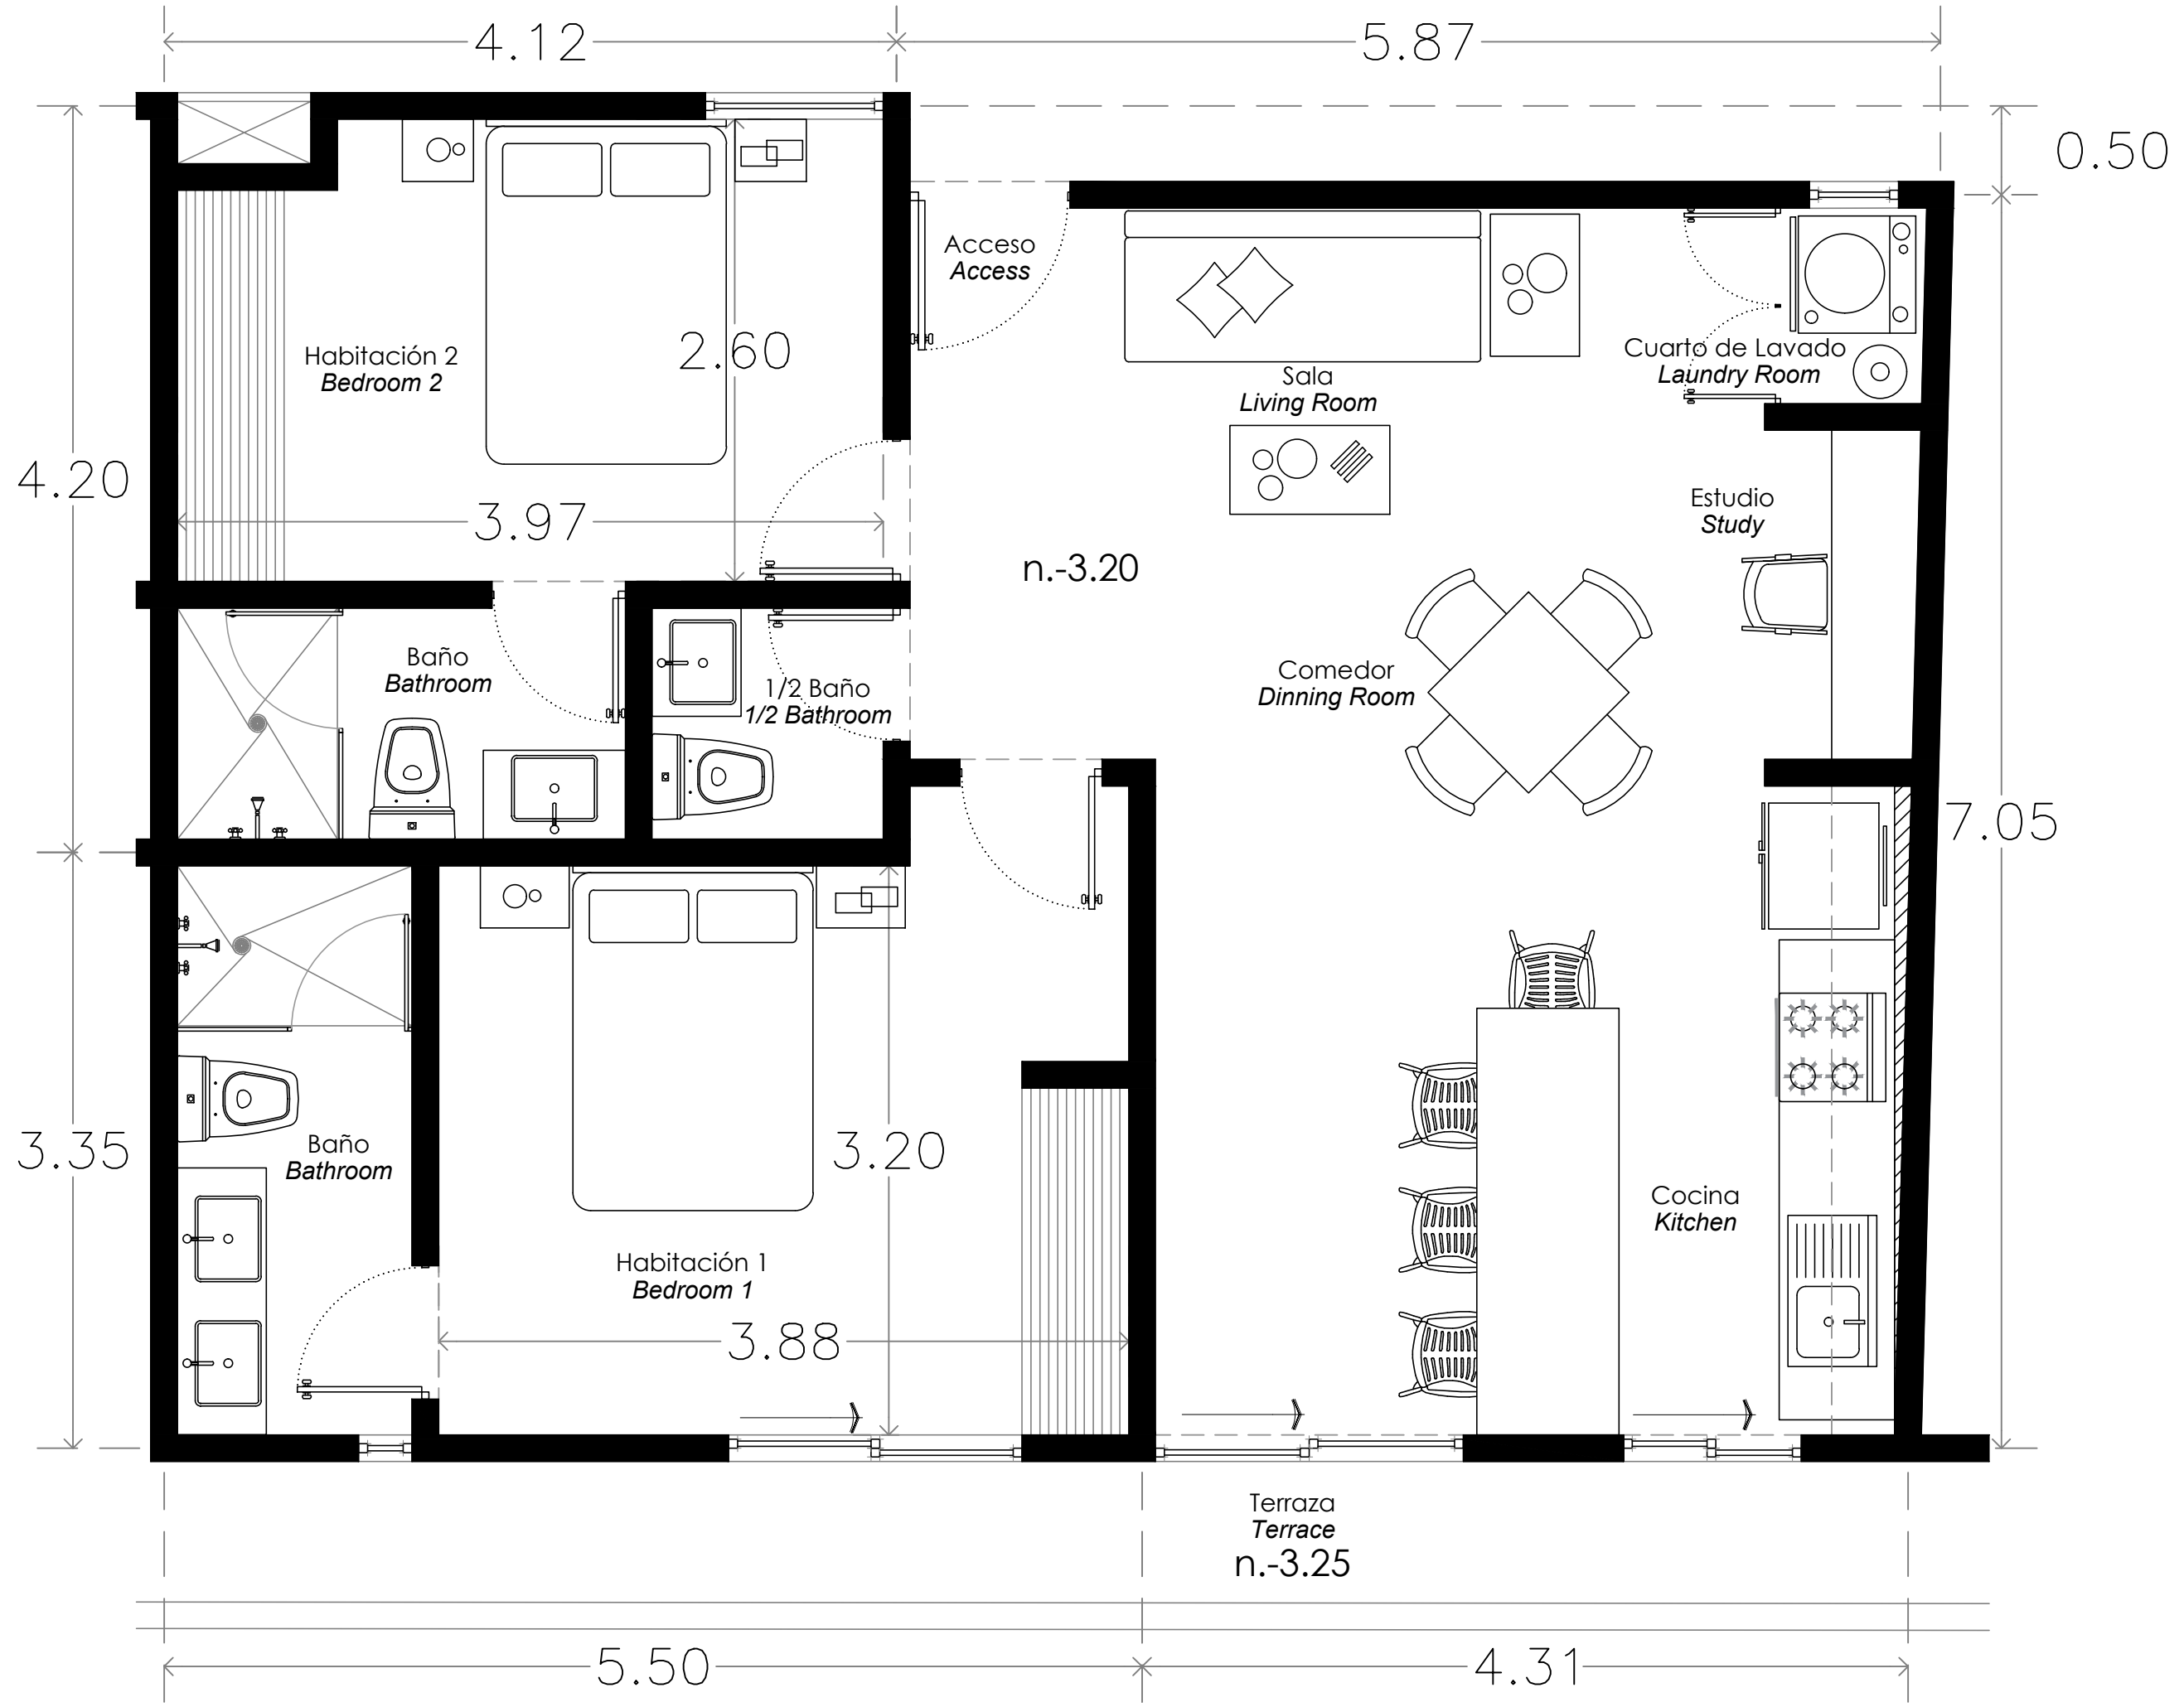 4.12
5.87
0.50
Acceso
Access
Habitación 2
Bedroom 2
2.60
Cuarto de Lavado
Laundry Room
Sala
Living Room
4.20
3.97
Estudio
Study
n.-3.20
Baño
Bathroom
1/2 Baño
1/2 Bathroom
Comedor
Dinning Room
7.05
3.35
Baño
Bathroom
3.20
Cocina
Kitchen
Habitación 1
Bedroom 1
3.88
Terraza
Terrace
n.-3.25
5.50
4.31